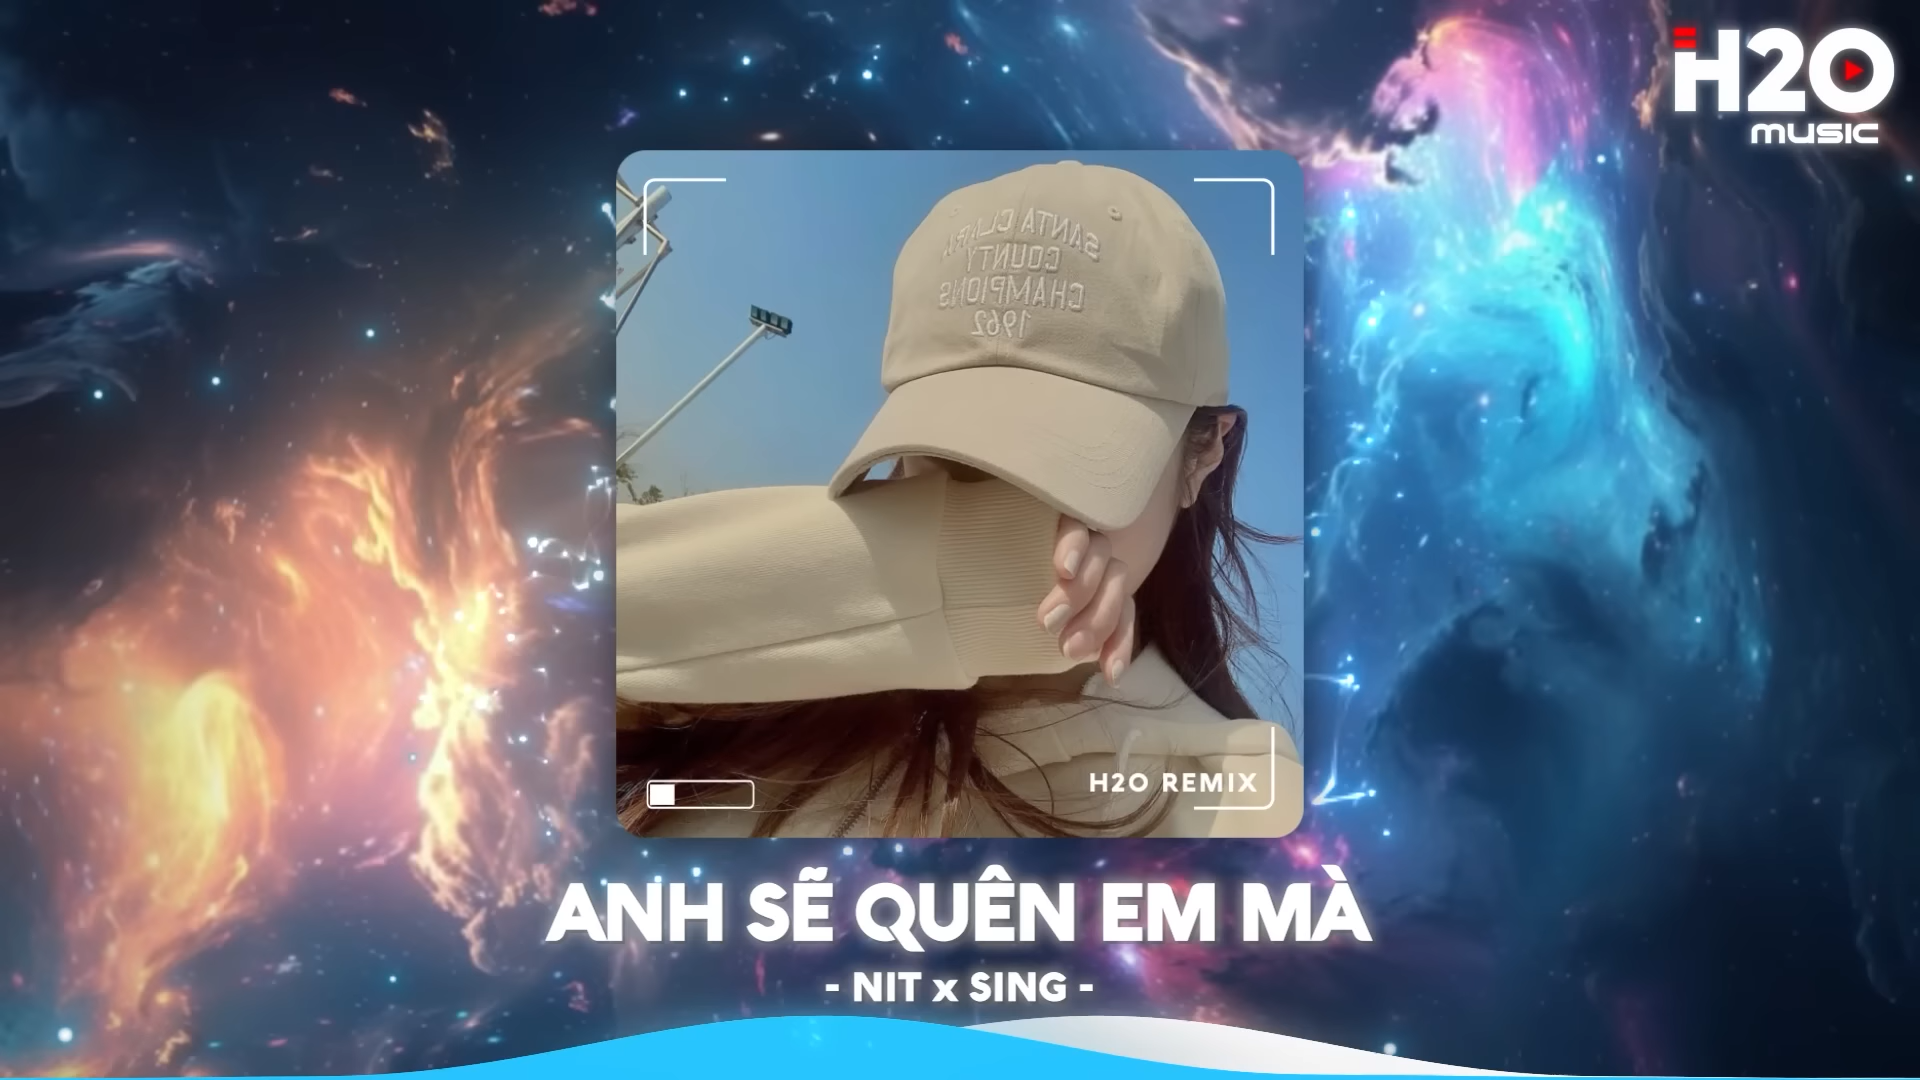 H2O
MUSIC
SANTA CLARA
COUNTY
CHAMPIONS
1962
H2O REMIX
ANH SẼ QUÊN EM MÀ
- NIT x SING -